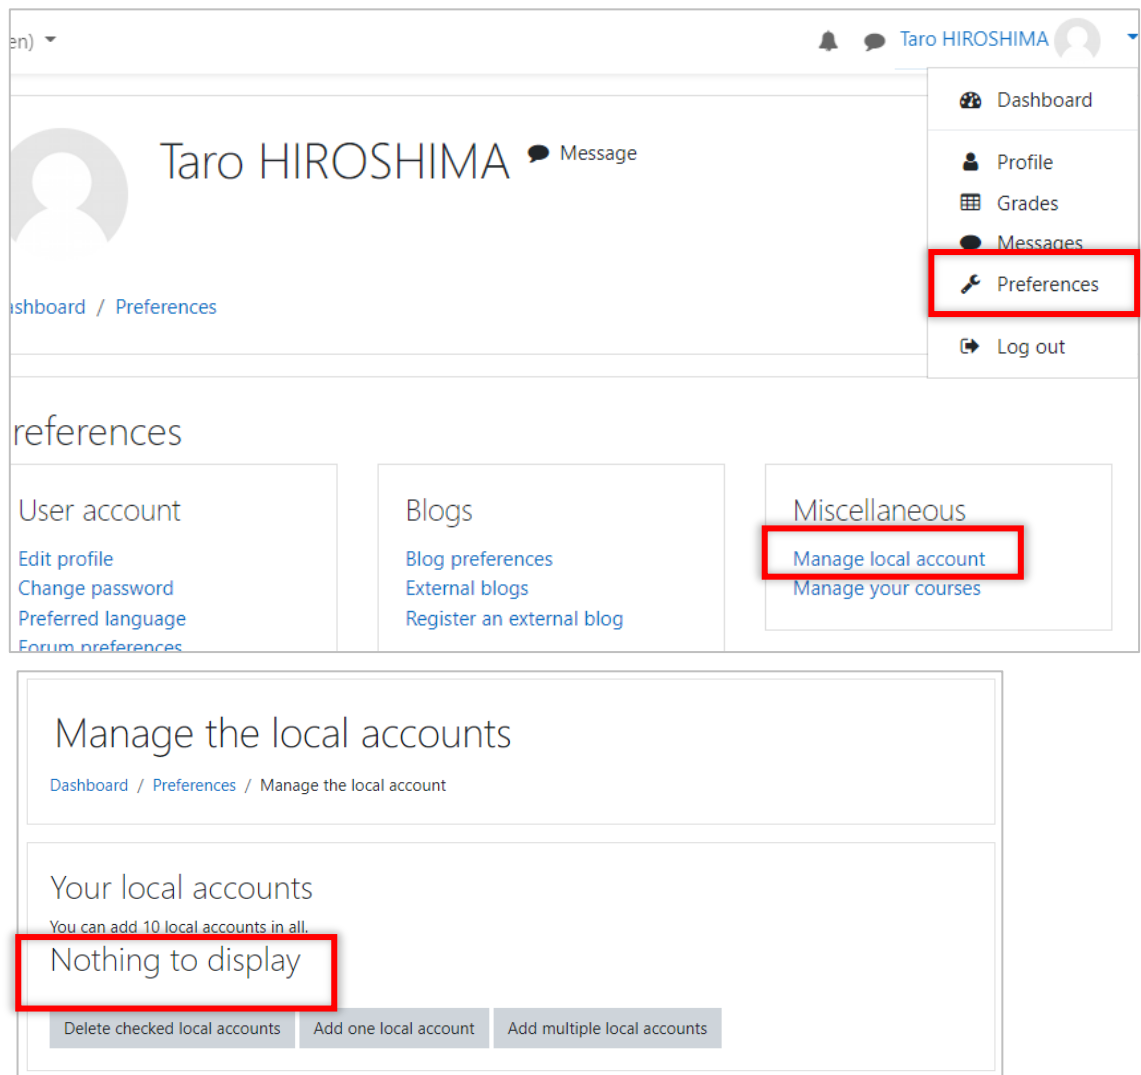 en)
Taro HIROSHIMA
Dashboard
Taro HIROSHIMA Message
Profile
Grades
Messages
Preferences
Log out
ashboard / Preferences
references
User account
Edit profile
Change password
Preferred language
Forum preferences
Blogs
Blog preferences
External blogs
Register an external blog
Miscellaneous
Manage local account
Manage your courses
Manage the local accounts
Dashboard / Preferences / Manage the local account
Your local accounts
You can add 10 local accounts in all.
Nothing to display
Delete checked local accounts Add one local account Add multiple local accounts